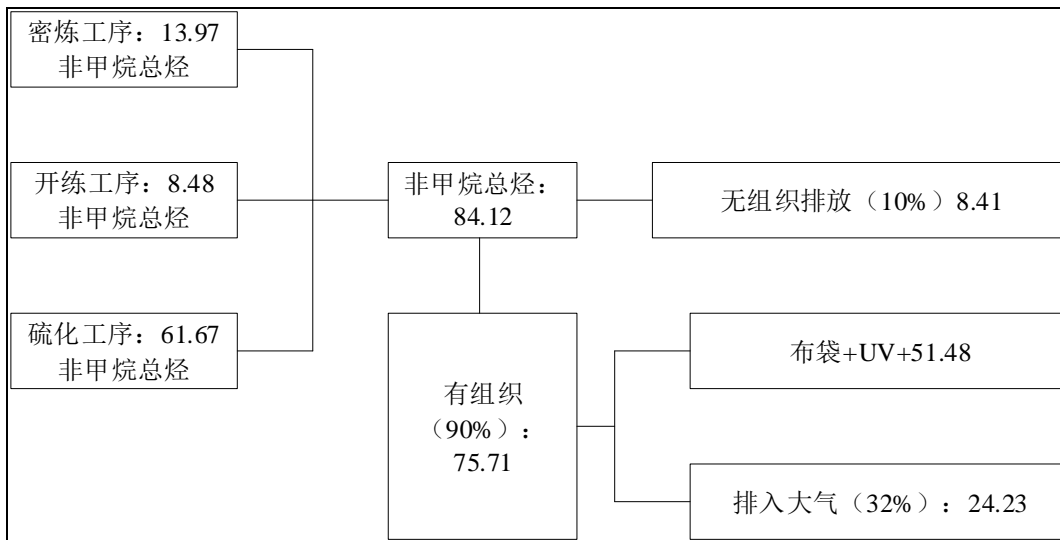 密炼工序：13.97
非甲烷总烃
开练工序：8.48
非甲烷总烃
硫化工序：61.67
非甲烷总烃
非甲烷总烃：
84.12
无组织排放（10%）8.41
有组织
（90%）：
75.71
布袋+UV+51.48
排入大气（32%）：24.23